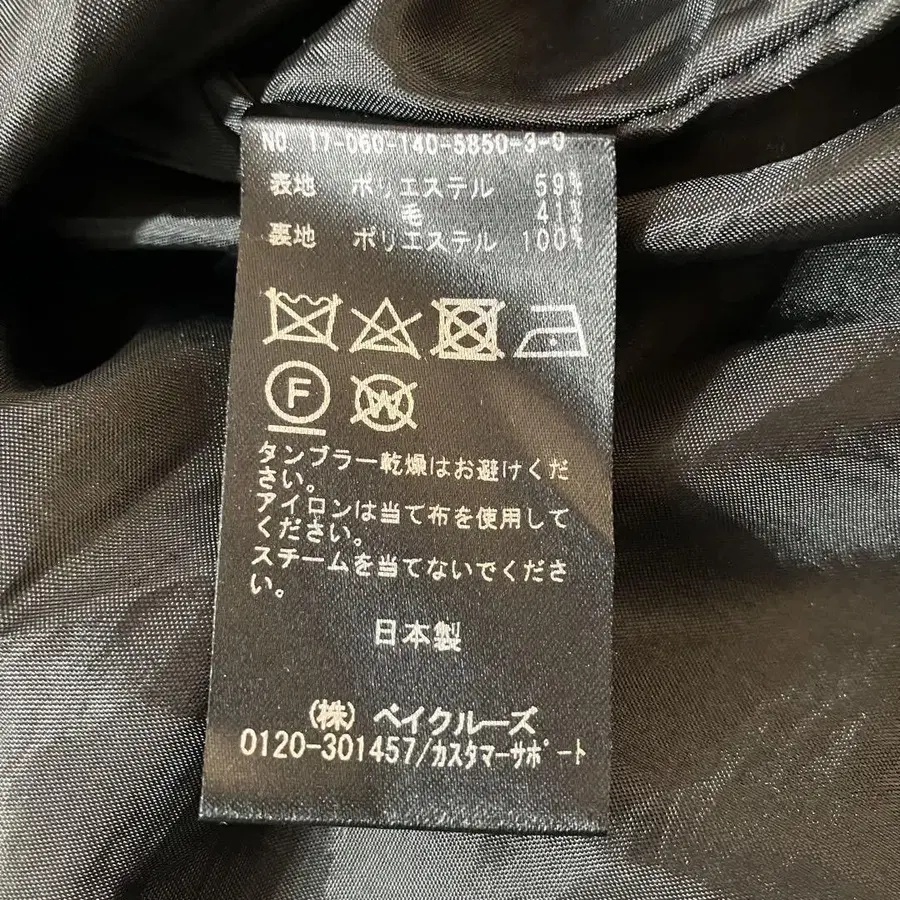 NO 17-060-140-5850-3-0
表地 ポリエステル 59%
毛 41%
裏地 ポリエステル 100%
F W
タンブラー乾燥はお避けくだ
さい。
アイロンは当て布を使用して
ください。
スチームを当てないでくださ
い。
日本製
(株) ベイクルーズ
0120-301457/カスタマーサポート